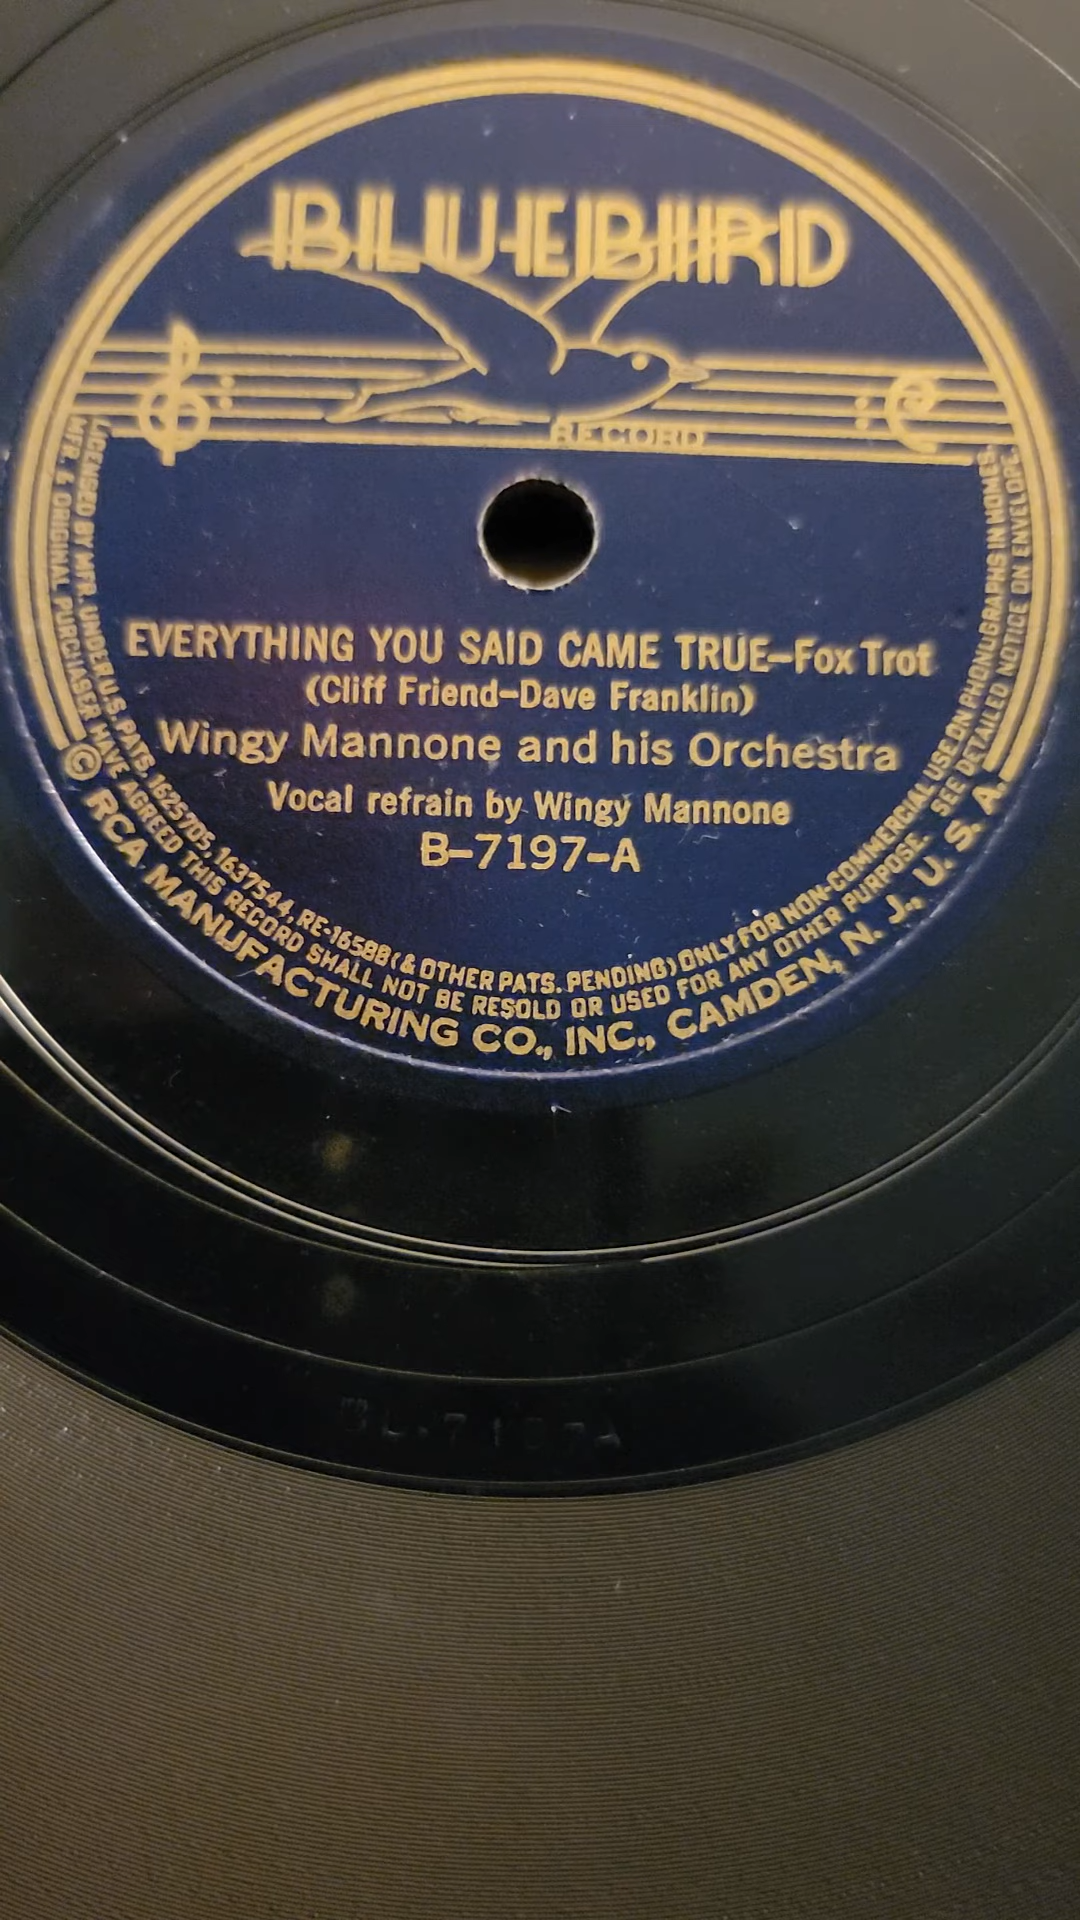 BLUEBIRD
RECORD
EVERYTHING YOU SAID CAME TRUE–Fox Trot
(Cliff Friend–Dave Franklin)
Wingy Mannone and his Orchestra
Vocal refrain by Wingy Mannone
B–7197–A
LICENSED BY MFR. UNDER U.S. PATS. 1625705, 1637544, RE-16588 (& OTHER PATS. PENDING) ONLY FOR NON-COMMERCIAL USE ON PHONOGRAPHS IN HOMES.
MFR. & ORIGINAL PURCHASER HAVE AGREED THIS RECORD SHALL NOT BE RESOLD OR USED FOR ANY OTHER PURPOSE. SEE DETAILED NOTICE ON ENVELOPE.
© RCA MANUFACTURING CO., INC., CAMDEN, N. J., U. S. A.